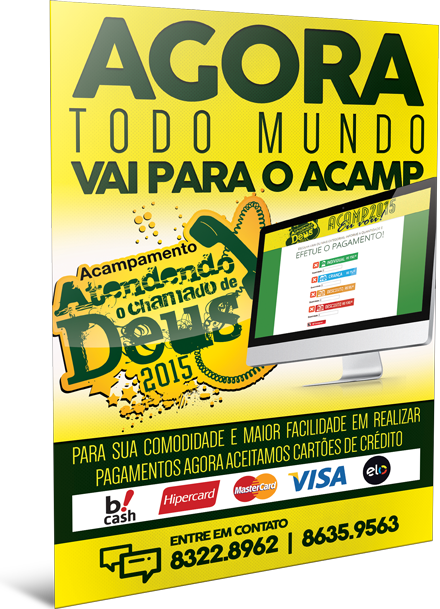 AGORA
TODO MUNDO
VAI PARA O ACAMP
Acampamento
Atendendo
o chamado de
Deus
2015
ACAMP2015
Eu vou!
EFETUE O PAGAMENTO!
PARA SUA COMODIDADE E MAIOR FACILIDADE EM REALIZAR
PAGAMENTOS AGORA ACEITAMOS CARTÕES DE CRÉDITO
b!
cash
Hipercard
MasterCard
VISA
elo
ENTRE EM CONTATO
8322.8962 | 8635.9563